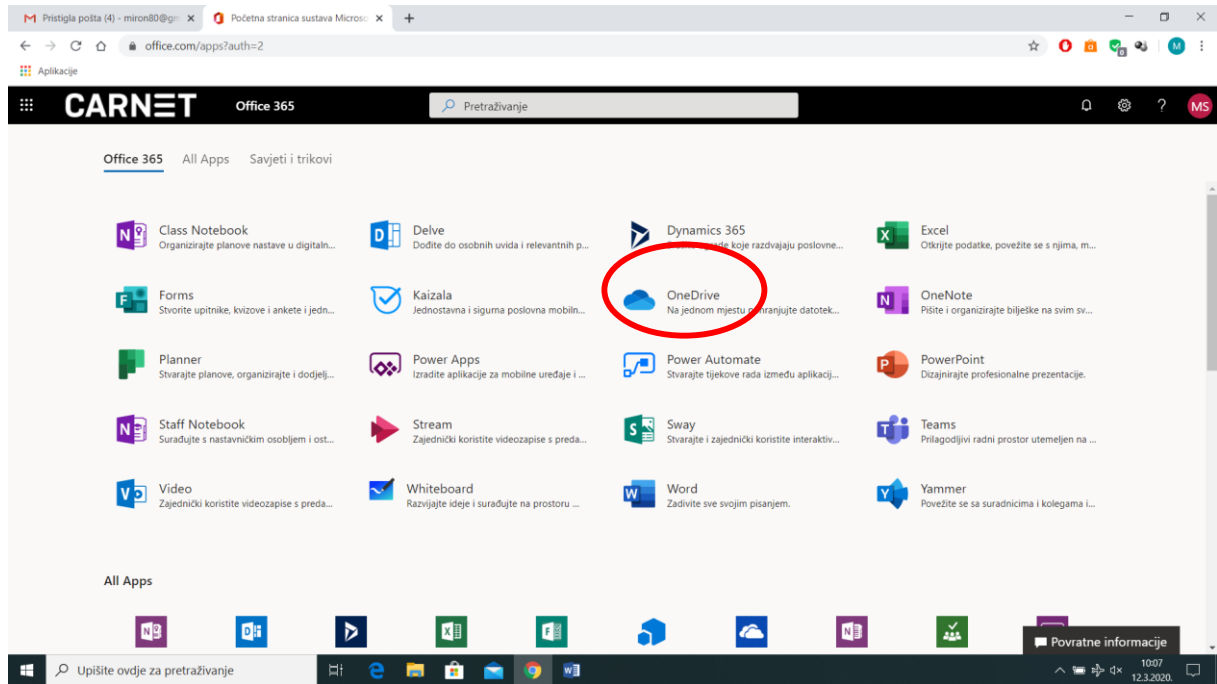 Pristigla pošta (4) - miron80@gm
Početna stranica sustava Microso
office.com/apps?auth=2
Aplikacije
CARNET
Office 365
Pretraživanje
?
MS
Office 365
All Apps
Savjeti i trikovi
Class Notebook
Organizirajte planove nastave u digitaln...
Delve
Dođite do osobnih uvida i relevantnih p...
Dynamics 365
koje razdvajaju poslovne...
Excel
Otkrijte podatke, povežite se s njima, m...
Forms
Stvorite upitnike, kvizove i ankete i jedn...
Kaizala
Jednostavna i sigurna poslovna mobiln...
OneDrive
Na jednom mjestu pohranjujte datotek...
OneNote
Pišite i organizirajte bilješke na svim sv...
Planner
Stvarajte planove, organizirajte i dodjelj...
Power Apps
Izradite aplikacije za mobilne uređaje i ...
Power Automate
Stvarajte tijekove rada između aplikacij...
PowerPoint
Dizajnirajte profesionalne prezentacije.
Staff Notebook
Surađujte s nastavničkim osobljem i ost...
Stream
Zajednički koristite videozapise s preda...
Sway
Stvarajte i zajednički koristite interaktiv...
Teams
Prilagodljivi radni prostor utemeljen na ...
Video
Zajednički koristite videozapise s preda...
Whiteboard
Razvijajte ideje i surađujte na prostoru ...
Word
Zadivite sve svojim pisanjem.
Yammer
Povežite se sa suradnicima i kolegama i...
All Apps
Povratne informacije
Upišite ovdje za pretraživanje
10:07
12.3.2020.